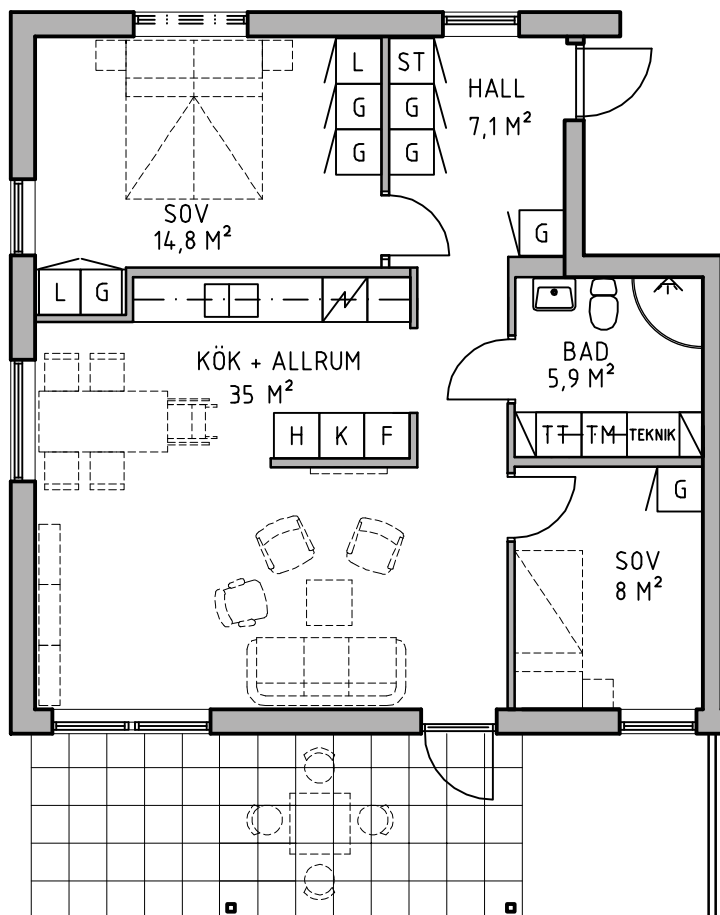 L
ST
HALL
7,1 M²
G
G
G
G
SOV
14,8 M²
G
L
G
KÖK + ALLRUM
35 M²
BAD
5,9 M²
H
K
F
TT
TM
TEKNIK
G
SOV
8 M²